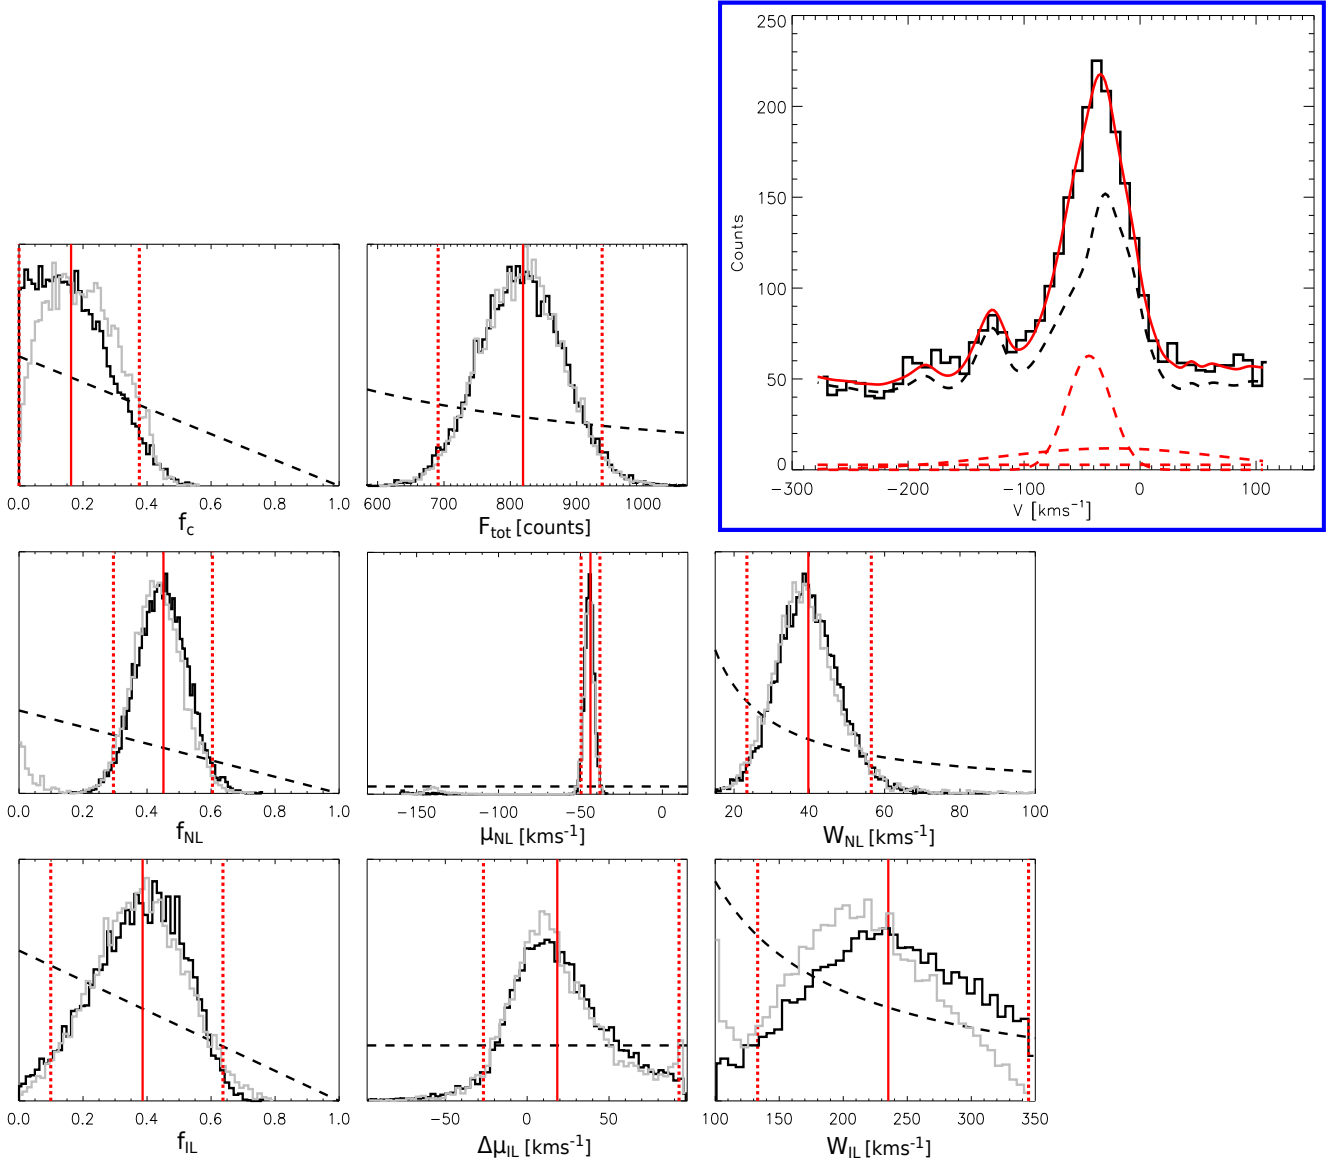 250
200
150
100
50
0
Counts
−300 −200 −100 0 100
V [kms⁻¹]
0.0 0.2 0.4 0.6 0.8 1.0
f_c
600 700 800 900 1000
F_tot [counts]
0.0 0.2 0.4 0.6 0.8 1.0
f_NL
−150 −100 −50 0
μ_NL [kms⁻¹]
20 40 60 80 100
W_NL [kms⁻¹]
0.0 0.2 0.4 0.6 0.8 1.0
f_IL
−50 0 50
Δμ_IL [kms⁻¹]
100 150 200 250 300 350
W_IL [kms⁻¹]